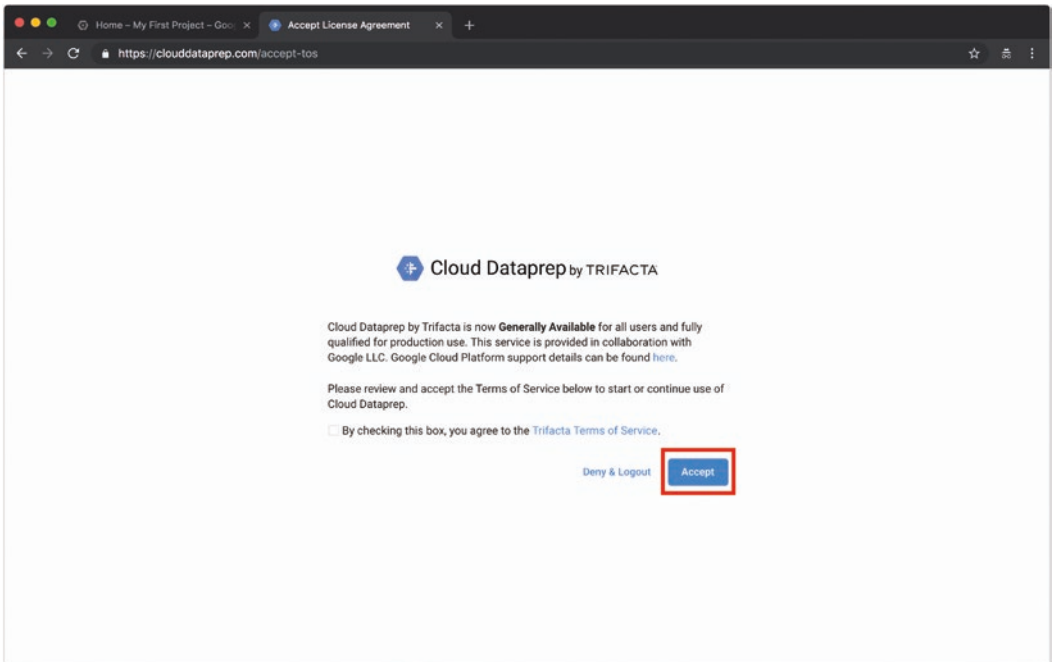 Home – My First Project – Goo
Accept License Agreement
https://clouddataprep.com/accept-tos
Cloud Dataprep by TRIFACTA
Cloud Dataprep by Trifacta is now Generally Available for all users and fully
qualified for production use. This service is provided in collaboration with
Google LLC. Google Cloud Platform support details can be found here.
Please review and accept the Terms of Service below to start or continue use of
Cloud Dataprep.
By checking this box, you agree to the Trifacta Terms of Service.
Deny & Logout
Accept